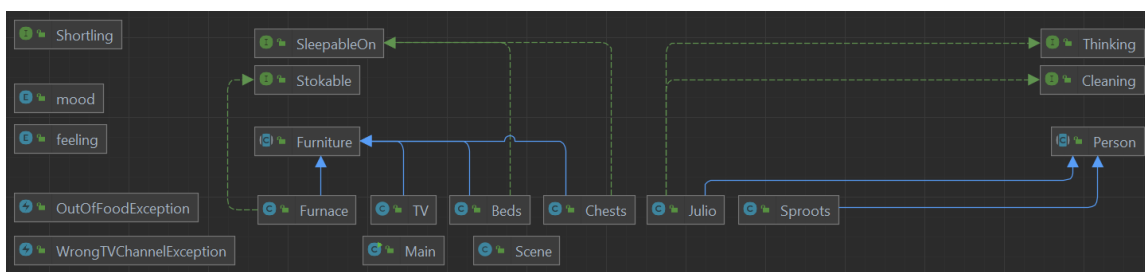 Shortling
SleepableOn
Thinking
Stokable
Cleaning
mood
feeling
Furniture
Person
OutOfFoodException
Furnace
TV
Beds
Chests
Julio
Sproots
WrongTVChannelException
Main
Scene